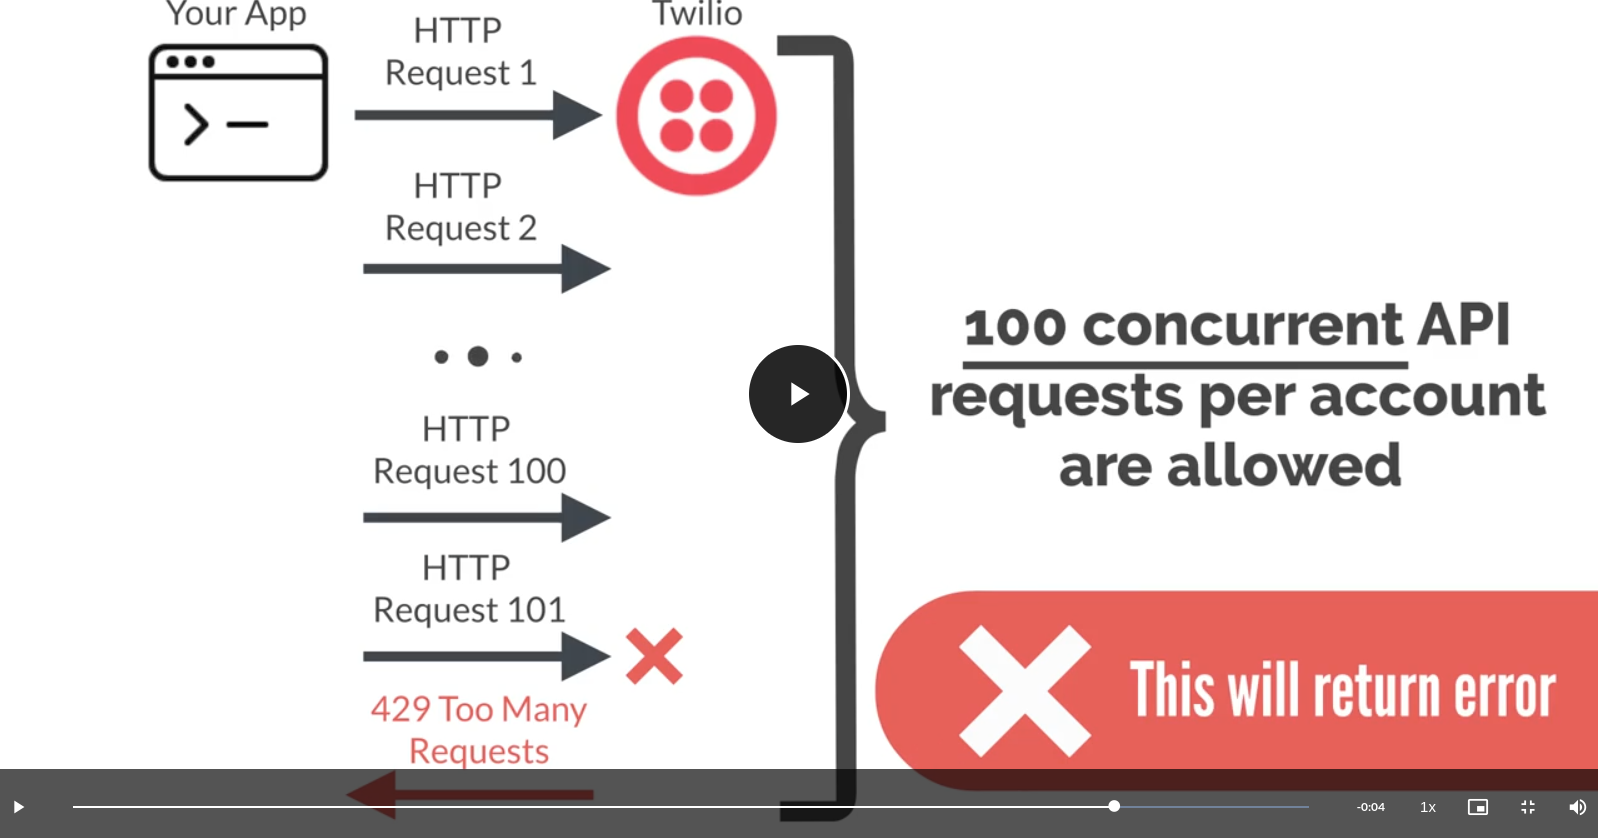 Your App
HTTP
Request 1
Twilio
HTTP
Request 2
HTTP
Request 100
HTTP
Request 101
429 Too Many
Requests
100 concurrent API
requests per account
are allowed
This will return error
-0:04
1x